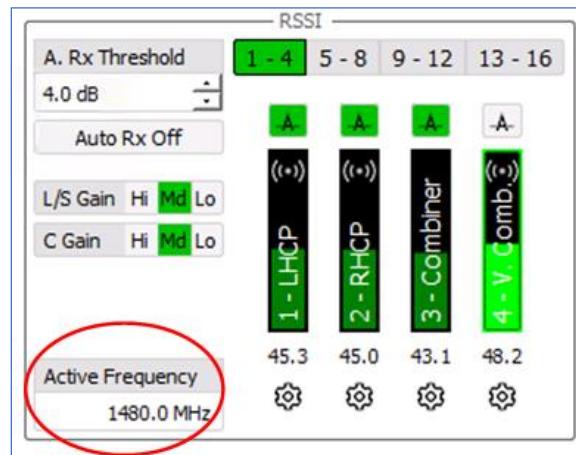 RSSI
A. Rx Threshold
4.0 dB
Auto Rx Off
L/S Gain Hi Md Lo
C Gain Hi Md Lo
1 - 4 5 - 8 9 - 12 13 - 16
A A A A
1 - LHCP
2 - RHCP
3 - Combiner
4 - V. Comb.
45.3 45.0 43.1 48.2
Active Frequency
1480.0 MHz